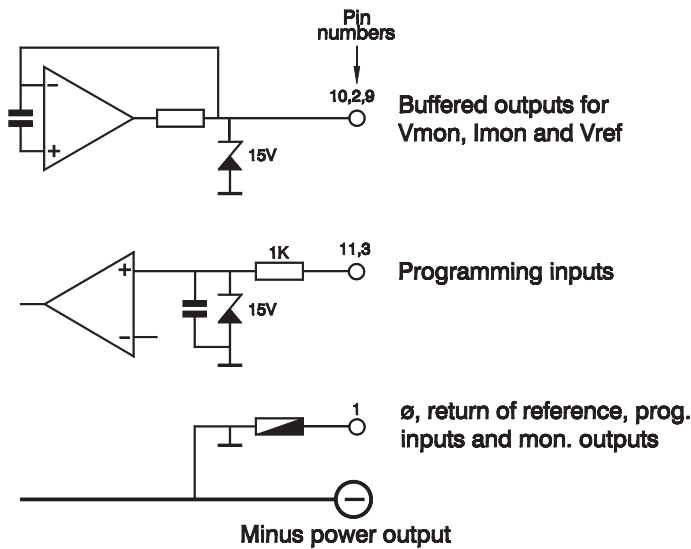 Pin
numbers
10,2,9
Buffered outputs for
Vmon, Imon and Vref
−
+
15V
1K
11,3
Programming inputs
+
−
15V
1
ø, return of reference, prog.
inputs and mon. outputs
−
Minus power output